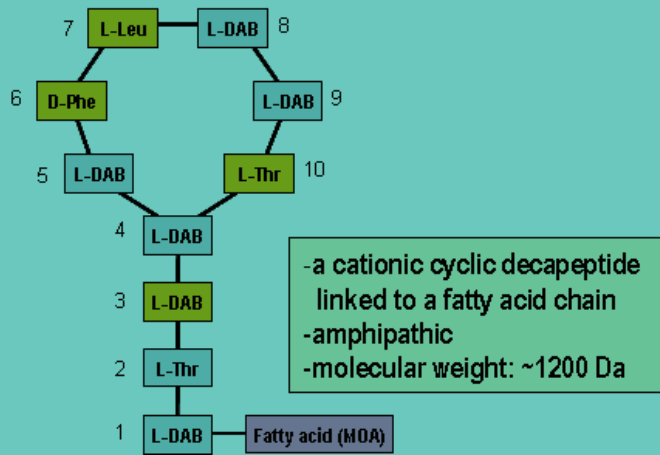 7 L-Leu L-DAB 8
6 D-Phe L-DAB 9
5 L-DAB L-Thr 10
4 L-DAB
3 L-DAB
2 L-Thr
1 L-DAB Fatty acid (MOA)
-a cationic cyclic decapeptide
linked to a fatty acid chain
-amphipathic
-molecular weight: ~1200 Da